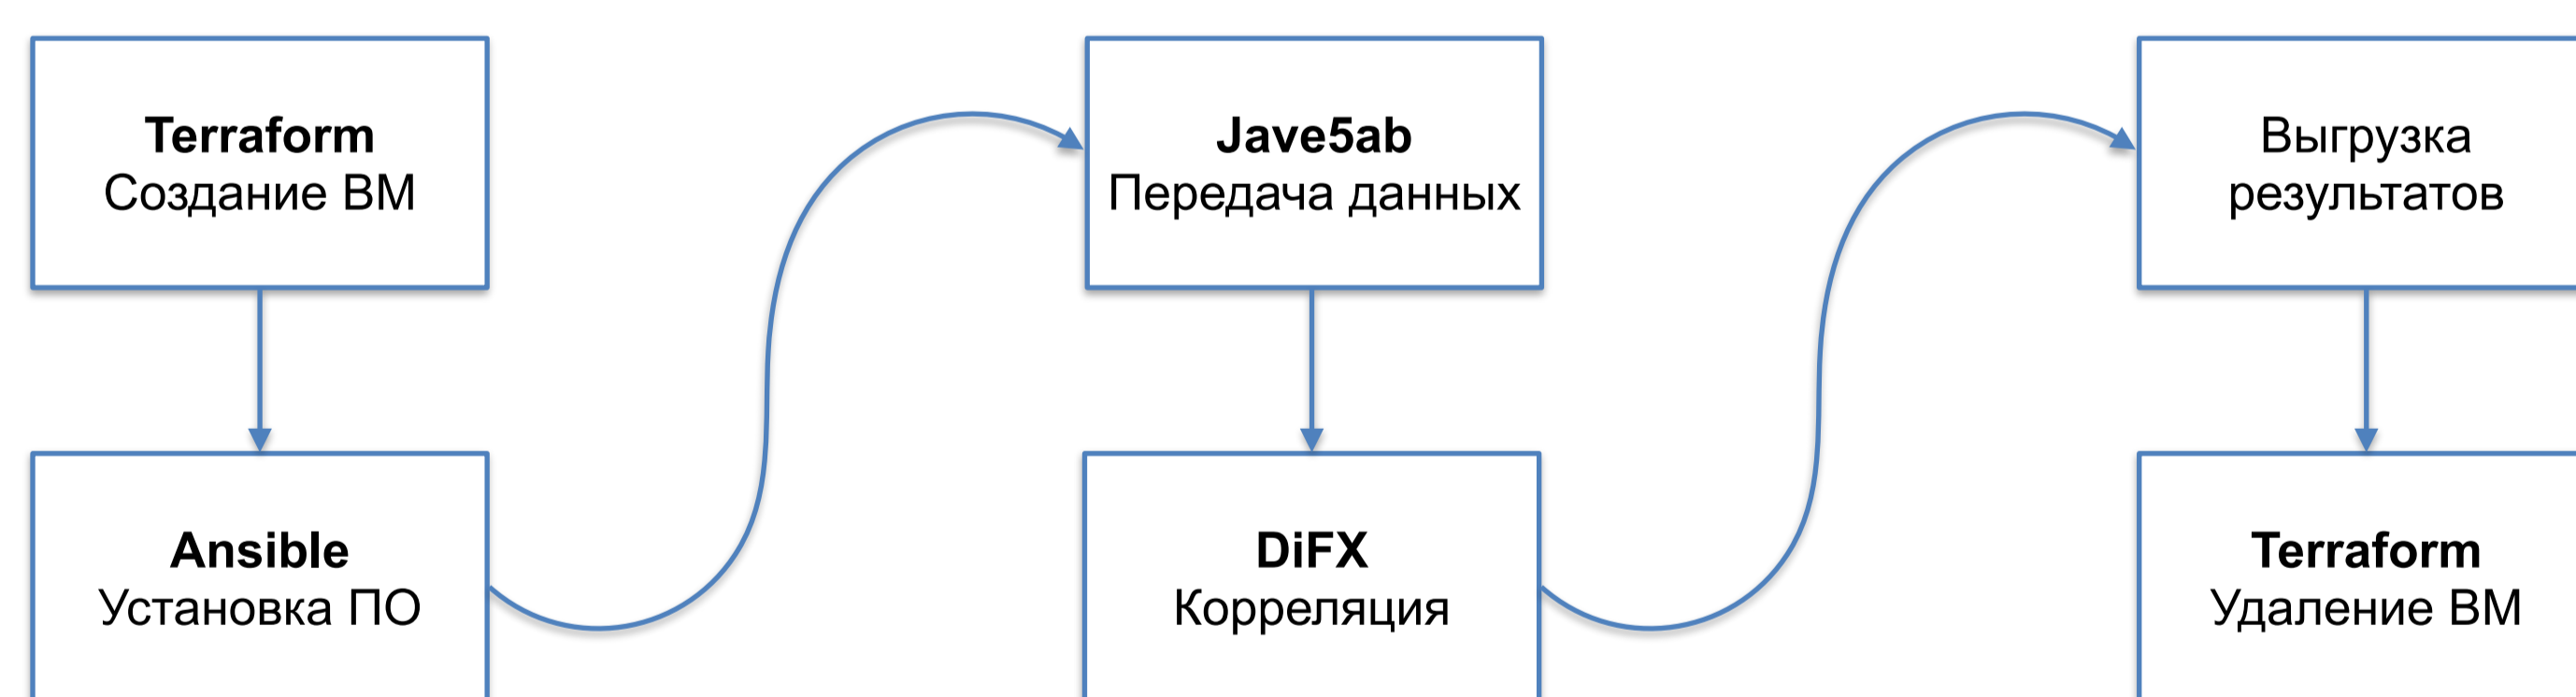 Terraform
Создание ВМ
Ansible
Установка ПО
Jave5ab
Передача данных
DiFX
Корреляция
Выгрузка
результатов
Terraform
Удаление ВМ